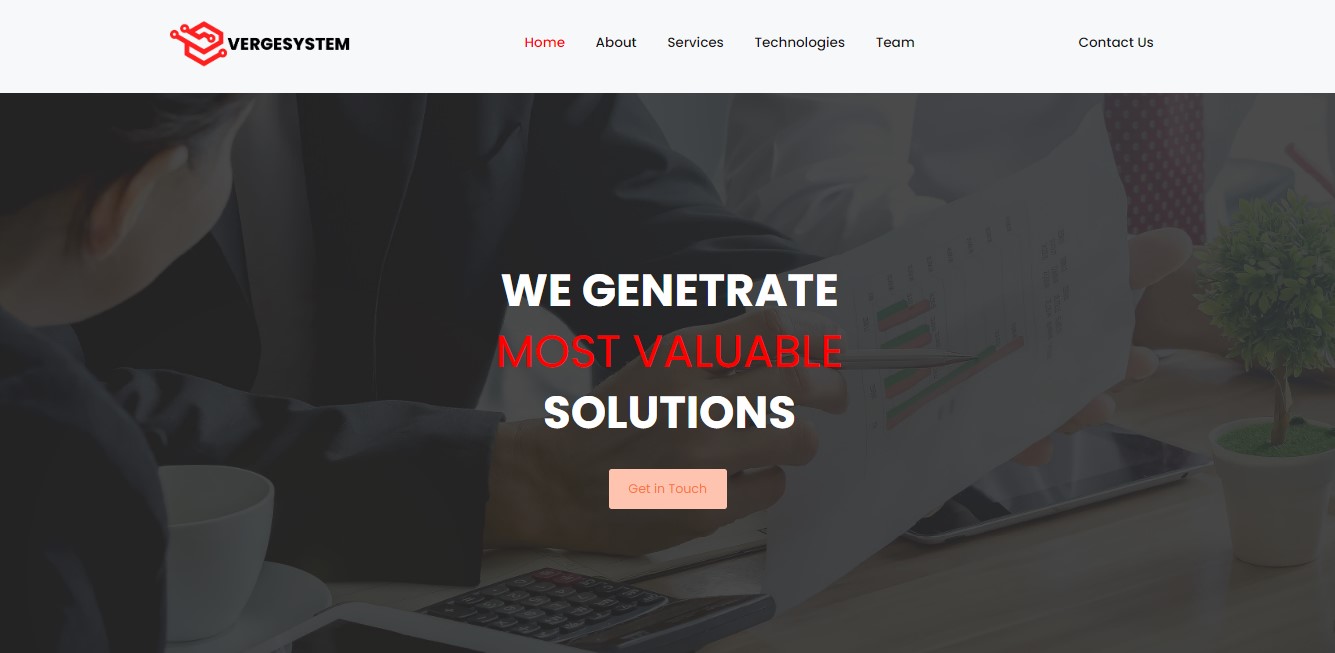 VERGESYSTEM
Home About Services Technologies Team Contact Us
WE GENETRATE
MOST VALUABLE
SOLUTIONS
Get in Touch